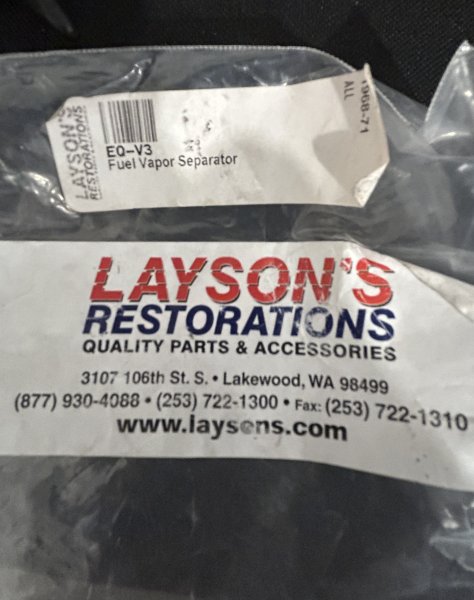 LAYSON'S
RESTORATIONS
EQ-V3
Fuel Vapor Separator
1968-71
ALL
LAYSON'S
RESTORATIONS
QUALITY PARTS & ACCESSORIES
3107 106th St. S. • Lakewood, WA 98499
(877) 930-4088 • (253) 722-1300 • Fax: (253) 722-1310
www.laysons.com